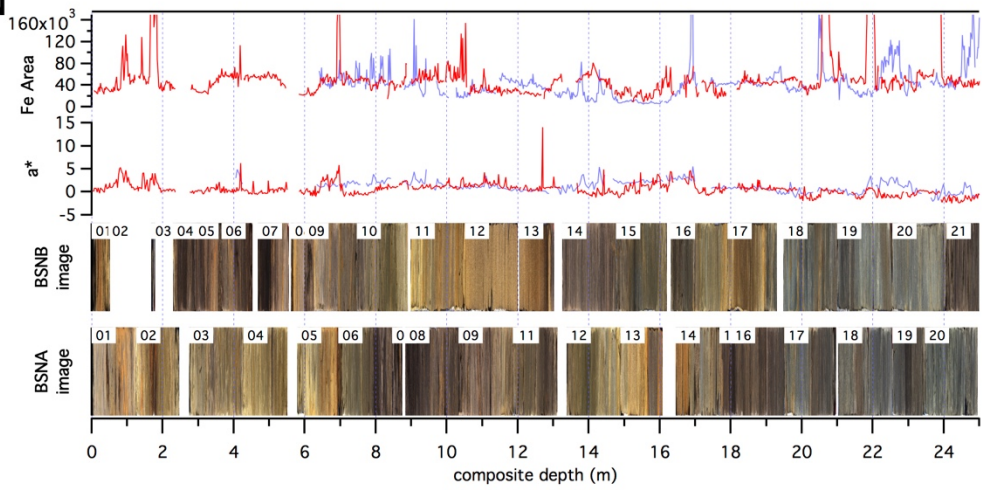 160x10³
120
80
40
0
Fe Area
15
10
5
0
-5
a*
BSNB image
01 02 03 04 05 06 07 0 09 10 11 12 13 14 15 16 17 18 19 20 21
BSNA image
01 02 03 04 05 06 0 08 09 11 12 13 14 1 16 17 18 19 20
0 2 4 6 8 10 12 14 16 18 20 22 24
composite depth (m)